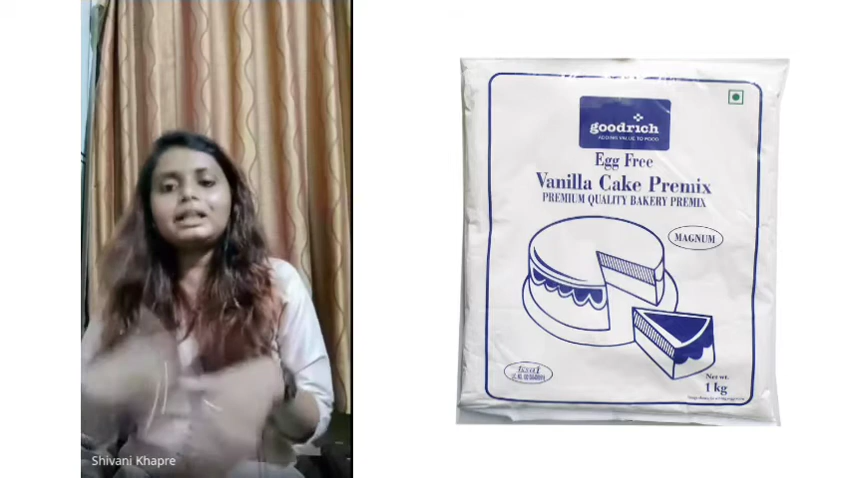 Shivani Khapre
goodrich
ADDING VALUE TO FOOD
Egg Free
Vanilla Cake Premix
PREMIUM QUALITY BAKERY PREMIX
MAGNUM
fssai
Net wt.
1 kg